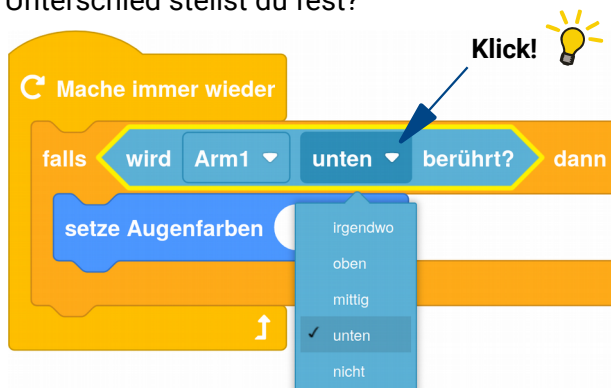 Unterschied stellst du fest?
Klick!
Mache immer wieder
falls wird Arm1 unten berührt? dann
setze Augenfarben
irgendwo
oben
mittig
✓ unten
nicht